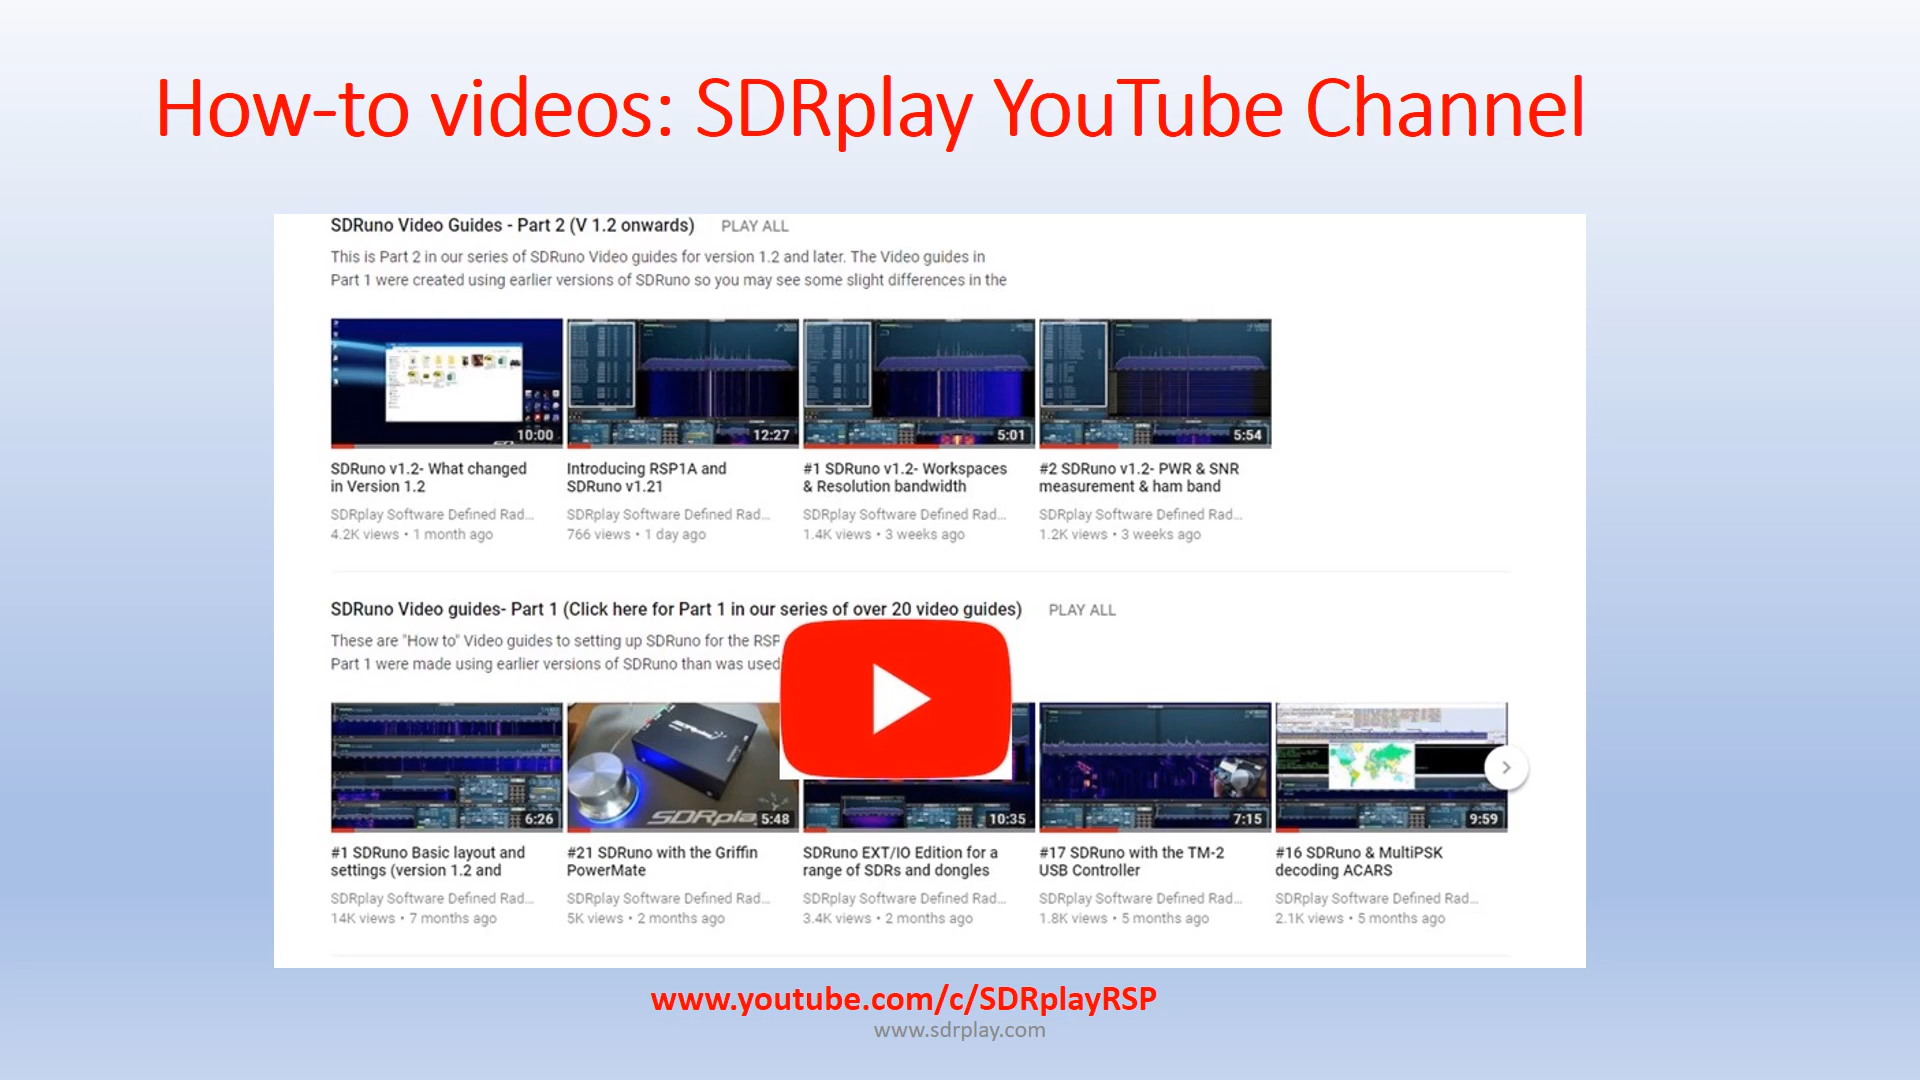 How-to videos: SDRplay YouTube Channel
SDRuno Video Guides - Part 2 (V 1.2 onwards) PLAY ALL
This is Part 2 in our series of SDRuno Video guides for version 1.2 and later. The Video guides in
Part 1 were created using earlier versions of SDRuno so you may see some slight differences in the
10:00
12:27
5:01
5:54
SDRuno v1.2- What changed
in Version 1.2
SDRplay Software Defined Rad...
4.2K views • 1 month ago
Introducing RSP1A and
SDRuno v1.21
SDRplay Software Defined Rad...
766 views • 1 day ago
#1 SDRuno v1.2- Workspaces
& Resolution bandwidth
SDRplay Software Defined Rad...
1.4K views • 3 weeks ago
#2 SDRuno v1.2- PWR & SNR
measurement & ham band
SDRplay Software Defined Rad...
1.2K views • 3 weeks ago
SDRuno Video guides- Part 1 (Click here for Part 1 in our series of over 20 video guides) PLAY ALL
These are "How to" Video guides to setting up SDRuno for the RSP
Part 1 were made using earlier versions of SDRuno than was used
SDRplay
SDRpla
6:26
5:48
10:35
7:15
9:59
#1 SDRuno Basic layout and
settings (version 1.2 and
SDRplay Software Defined Rad...
14K views • 7 months ago
#21 SDRuno with the Griffin
PowerMate
SDRplay Software Defined Rad...
5K views • 2 months ago
SDRuno EXT/IO Edition for a
range of SDRs and dongles
SDRplay Software Defined Rad...
3.4K views • 2 months ago
#17 SDRuno with the TM-2
USB Controller
SDRplay Software Defined Rad...
1.8K views • 5 months ago
#16 SDRuno & MultiPSK
decoding ACARS
SDRplay Software Defined Rad...
2.1K views • 5 months ago
www.youtube.com/c/SDRplayRSP
www.sdrplay.com